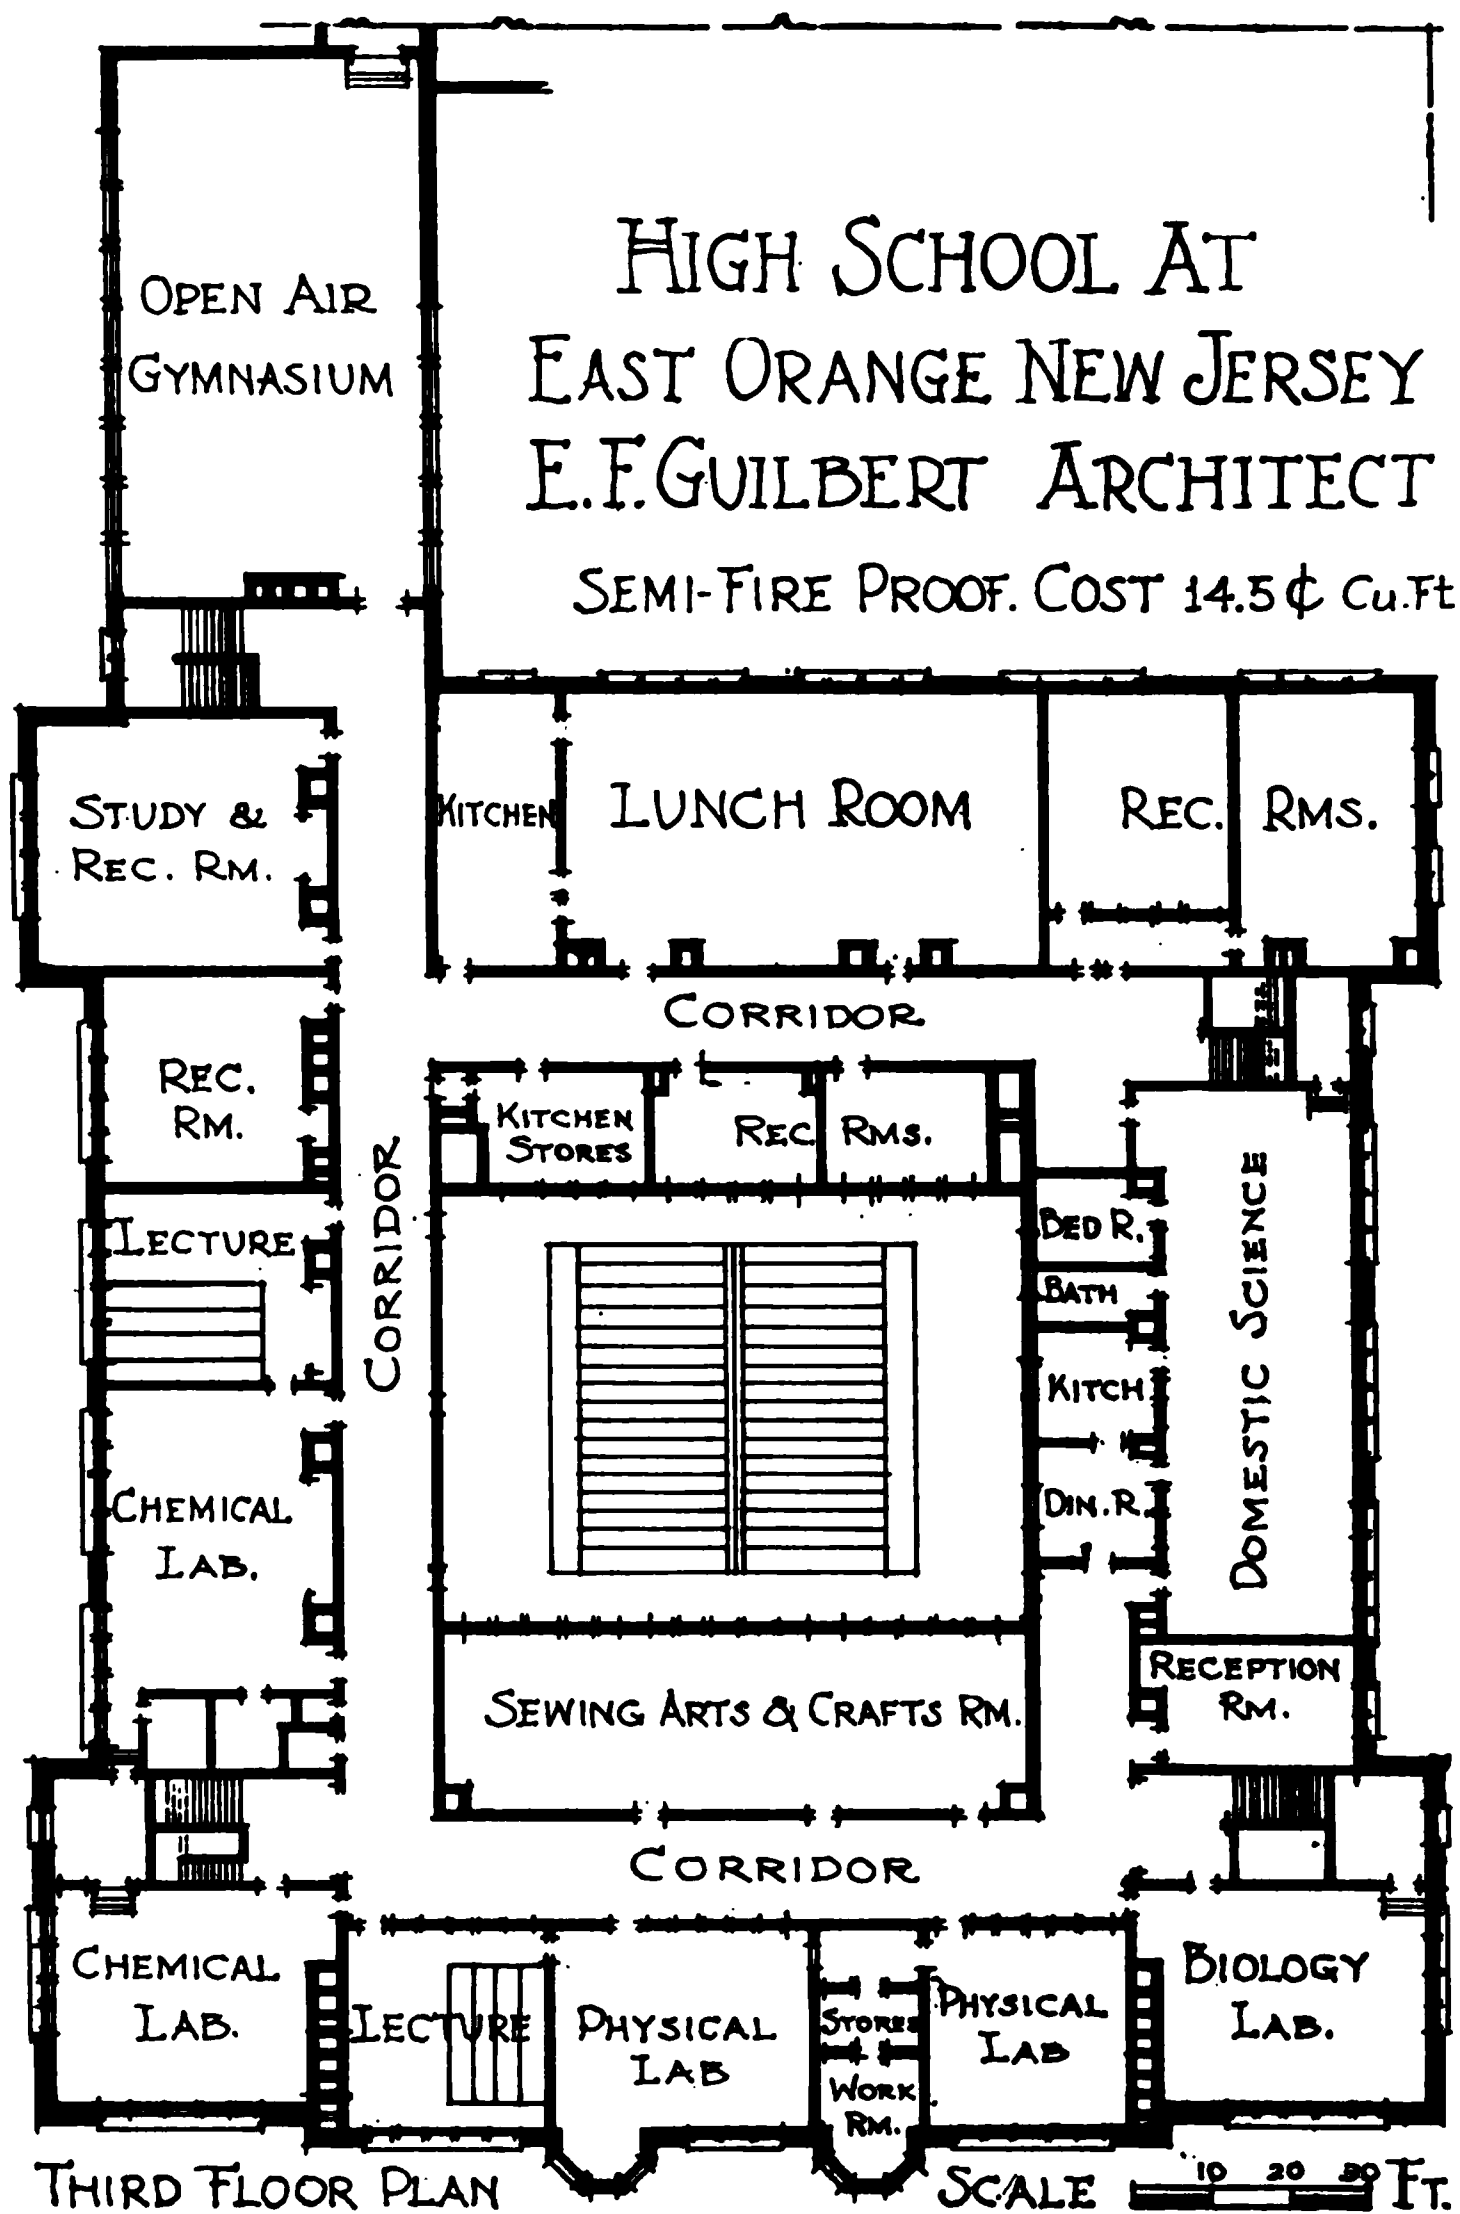 HIGH SCHOOL AT
EAST ORANGE NEW JERSEY
E. F. GUILBERT ARCHITECT
SEMI-FIRE PROOF. COST 14.5 ¢ CU. FT
OPEN AIR
GYMNASIUM
STUDY &
REC. RM.
KITCHEN
LUNCH ROOM
REC. RMS.
CORRIDOR
REC.
RM.
KITCHEN
STORES
REC. RMS.
CORRIDOR
LECTURE
BED R.
BATH
KITCH
DIN. R.
DOMESTIC SCIENCE
CHEMICAL
LAB.
RECEPTION
RM.
SEWING ARTS & CRAFTS RM.
CORRIDOR
CHEMICAL
LAB.
LECTURE
PHYSICAL
LAB
STORES
WORK
RM.
PHYSICAL
LAB
BIOLOGY
LAB.
THIRD FLOOR PLAN
SCALE
10 20 30 FT.